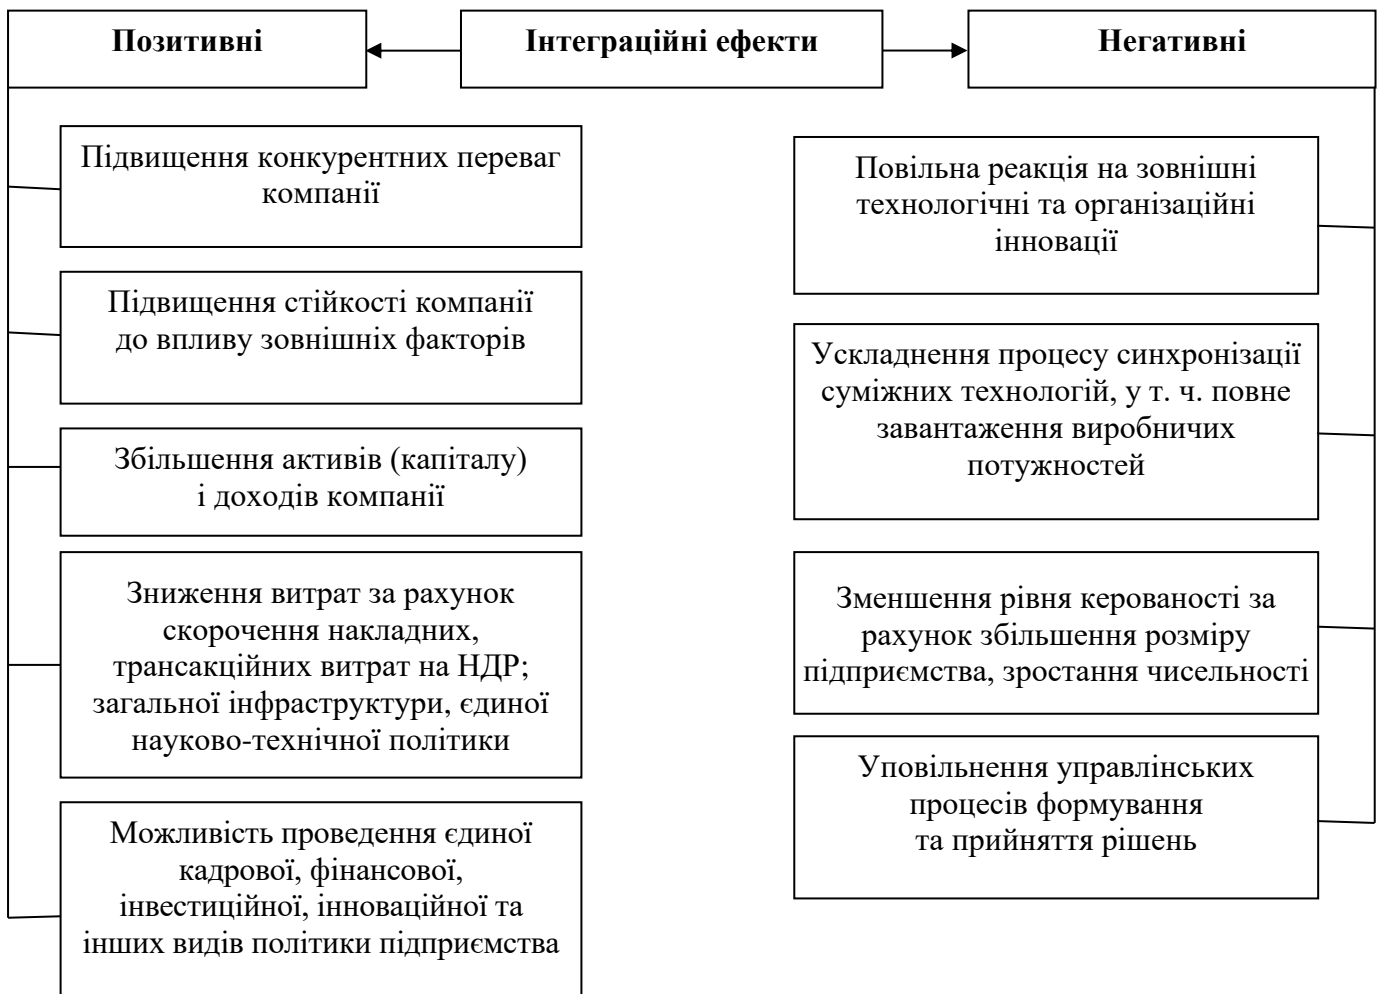 Позитивні
Інтеграційні ефекти
Негативні
Підвищення конкурентних переваг
компанії
Підвищення стійкості компанії
до впливу зовнішніх факторів
Збільшення активів (капіталу)
і доходів компанії
Зниження витрат за рахунок
скорочення накладних,
трансакційних витрат на НДР;
загальної інфраструктури, єдиної
науково-технічної політики
Можливість проведення єдиної
кадрової, фінансової,
інвестиційної, інноваційної та
інших видів політики підприємства
Повільна реакція на зовнішні
технологічні та організаційні
інновації
Ускладнення процесу синхронізації
суміжних технологій, у т. ч. повне
завантаження виробничих
потужностей
Зменшення рівня керованості за
рахунок збільшення розміру
підприємства, зростання чисельності
Уповільнення управлінських
процесів формування
та прийняття рішень